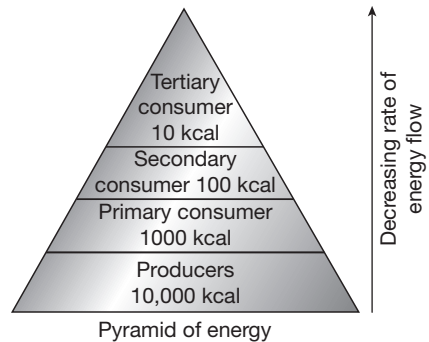 Tertiary
consumer
10 kcal
Secondary
consumer 100 kcal
Primary consumer
1000 kcal
Producers
10,000 kcal
Pyramid of energy
Decreasing rate of
energy flow